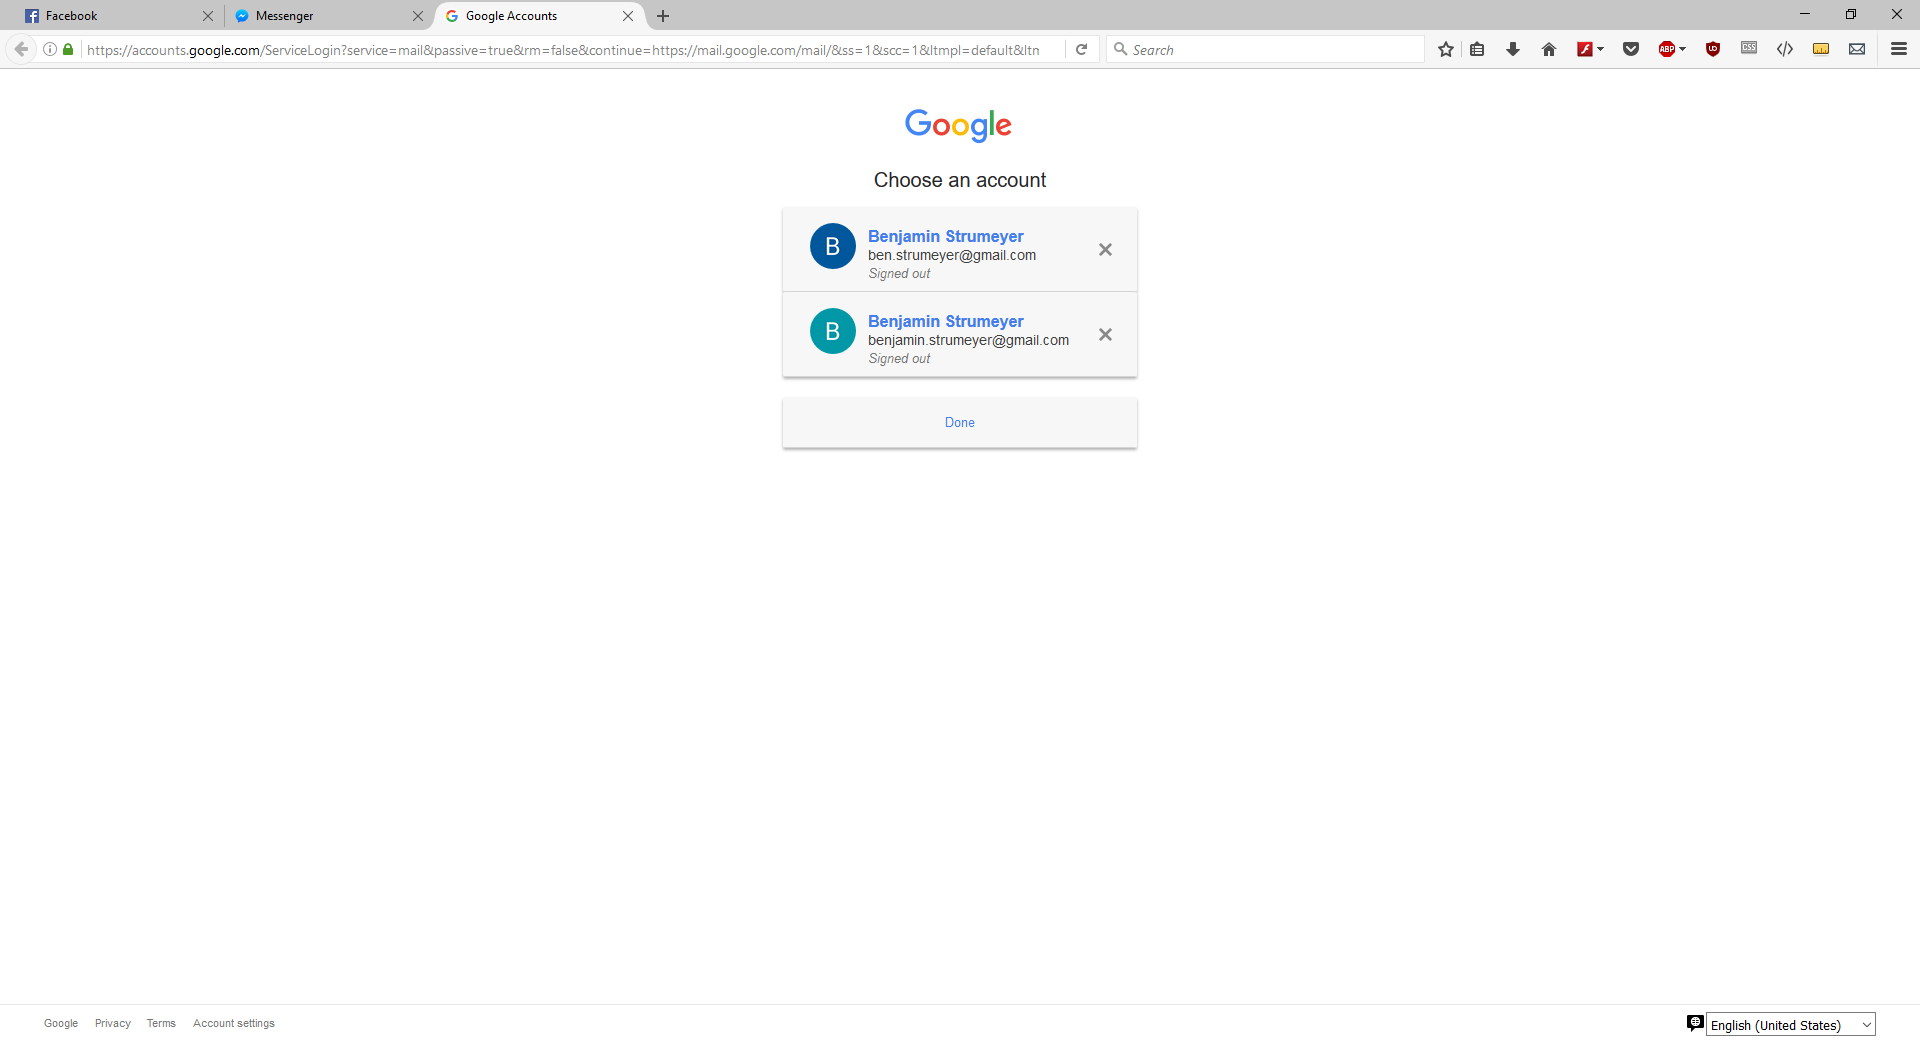 Facebook
Messenger
Google Accounts
https://accounts.google.com/ServiceLogin?service=mail&passive=true&rm=false&continue=https://mail.google.com/mail/&ss=1&scc=1&ltmpl=default&ltn
Search
ABP
UD
CSS
Google
Choose an account
B
Benjamin Strumeyer
ben.strumeyer@gmail.com
Signed out
B
Benjamin Strumeyer
benjamin.strumeyer@gmail.com
Signed out
Done
Google Privacy Terms Account settings
English (United States)